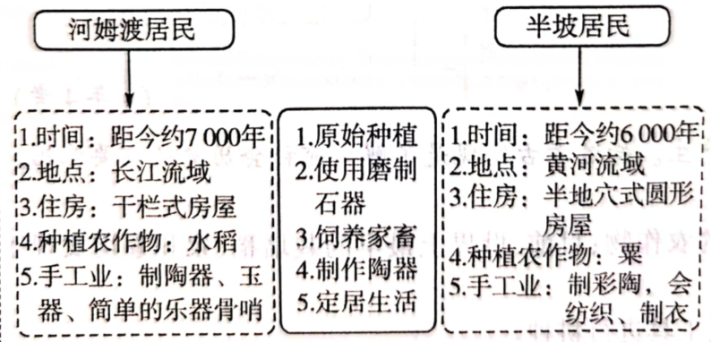 河姆渡居民
半坡居民
1.时间：距今约7 000年
2.地点：长江流域
3.住房：干栏式房屋
4.种植农作物：水稻
5.手工业：制陶器、玉
器、简单的乐器骨哨
1.原始种植
2.使用磨制
石器
3.饲养家畜
4.制作陶器
5.定居生活
1.时间：距今约6 000年
2.地点：黄河流域
3.住房：半地穴式圆形
房屋
4.种植农作物：粟
5.手工业：制彩陶，会
纺织、制衣